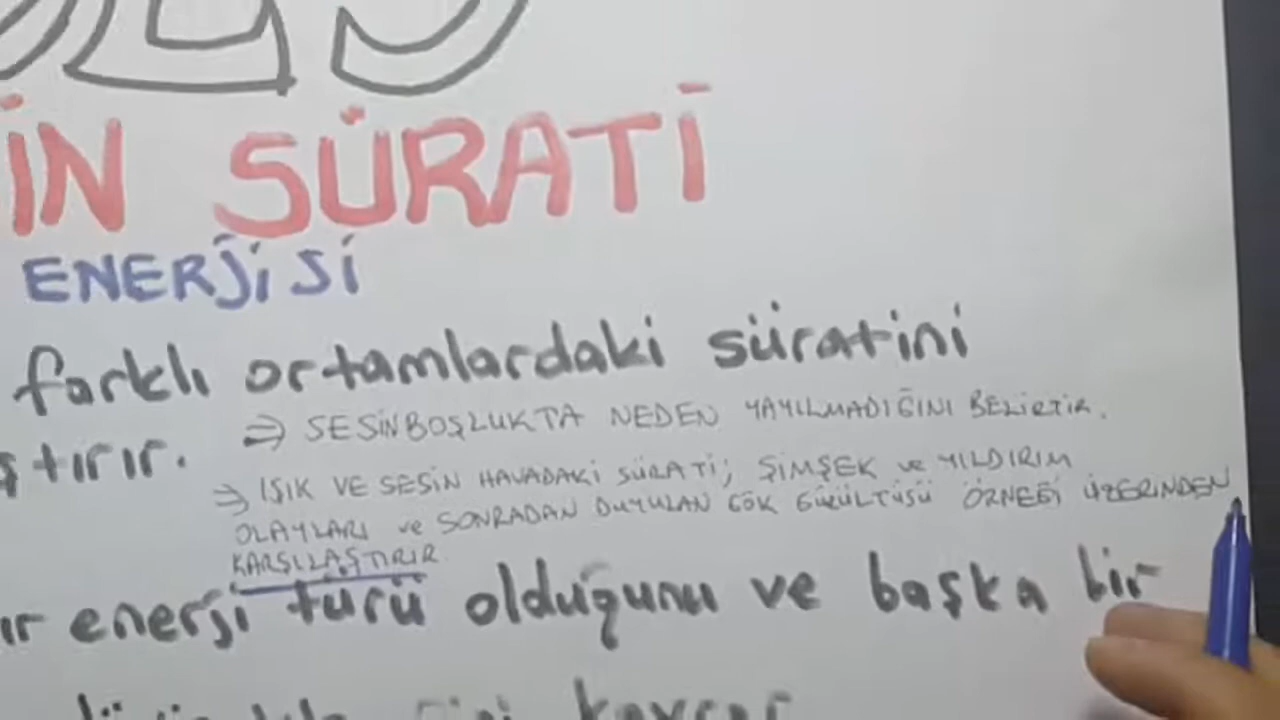 İN SÜRATİ
ENERJİSİ
farklı ortamlardaki süratini
ştırır.
⇒ SESİN BOŞLUKTA NEDEN YAYILMADIĞINI BELİRTİR.
⇒ IŞIK VE SESİN HAVADAKİ SÜRATİ; ŞİMŞEK ve YILDIRIM
OLAYLARI ve SONRADAN DUYULAN GÖK GÜRÜLTÜSÜ ÖRNEĞİ ÜZERİNDEN
KARŞILAŞTIRIR.
ır enerji türü olduğunu ve başka bir
kavrar